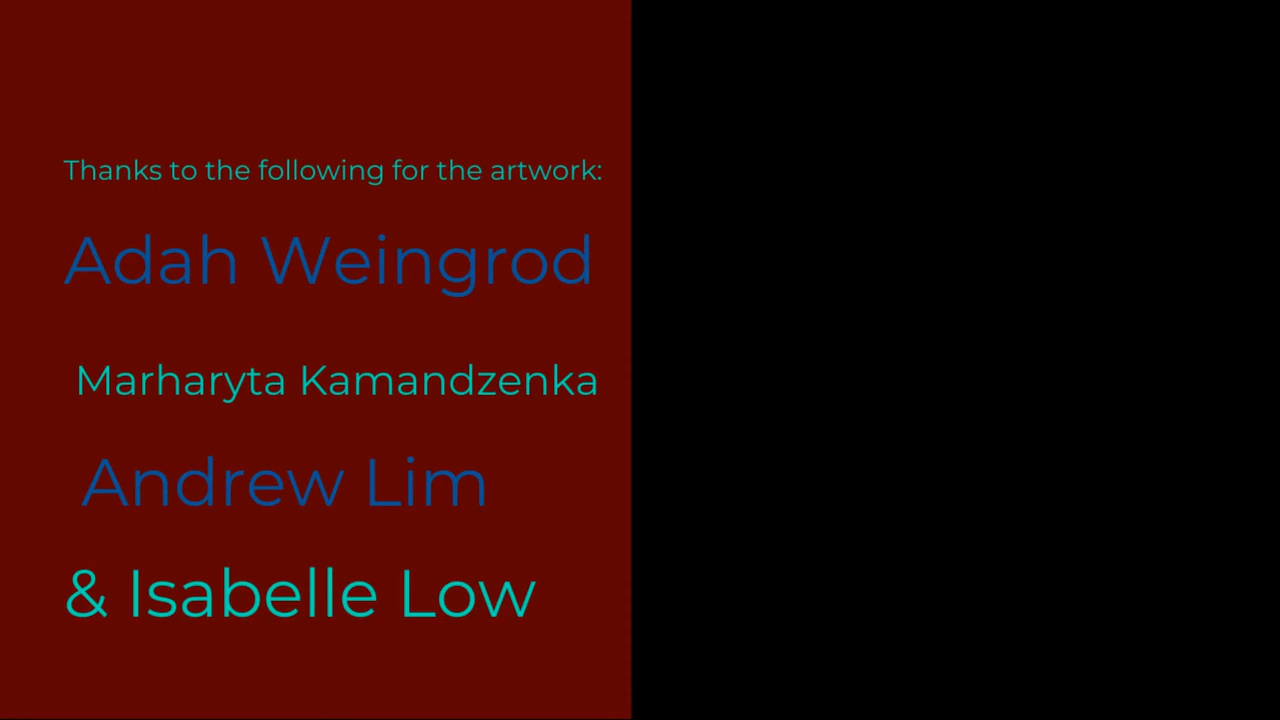 Thanks to the following for the artwork:
Adah Weingrod
Marharyta Kamandzenka
Andrew Lim
& Isabelle Low